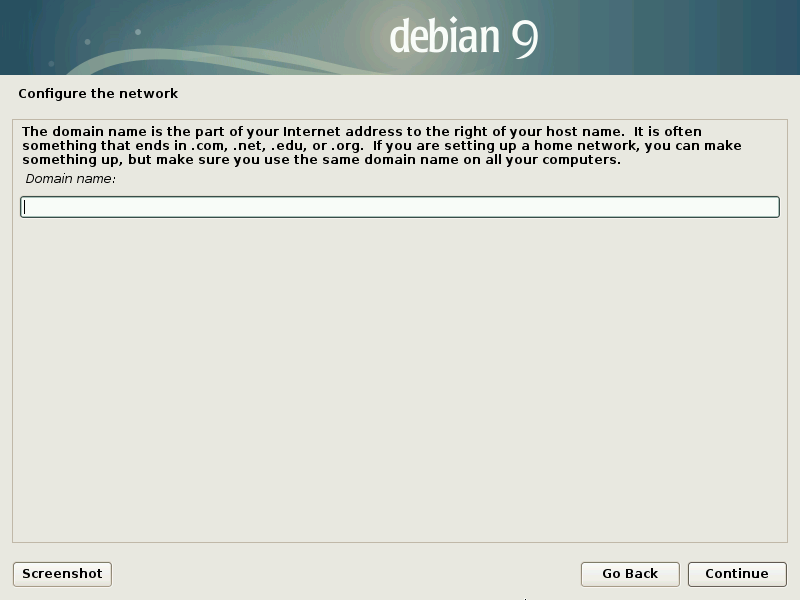 debian 9
Configure the network
The domain name is the part of your Internet address to the right of your host name.  It is often
something that ends in .com, .net, .edu, or .org.  If you are setting up a home network, you can make
something up, but make sure you use the same domain name on all your computers.
Domain name:
Screenshot
Go Back
Continue